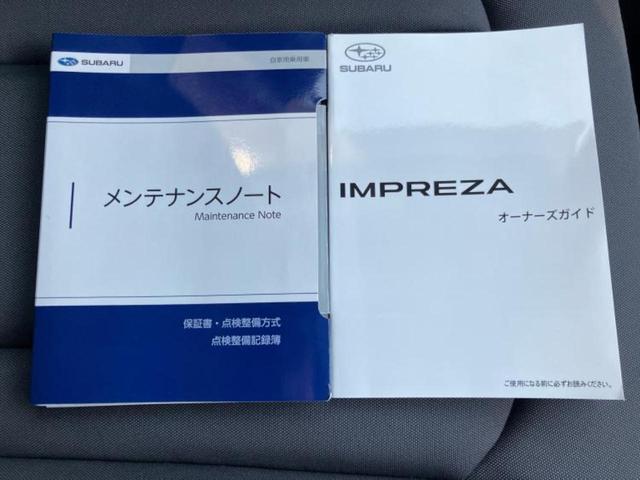 SUBARU
自家用乗用車
メンテナンスノート
Maintenance Note
保証書・点検整備方式
点検整備記録簿
SUBARU
IMPREZA
オーナーズガイド
ご使用になる前に必ずお読みください。